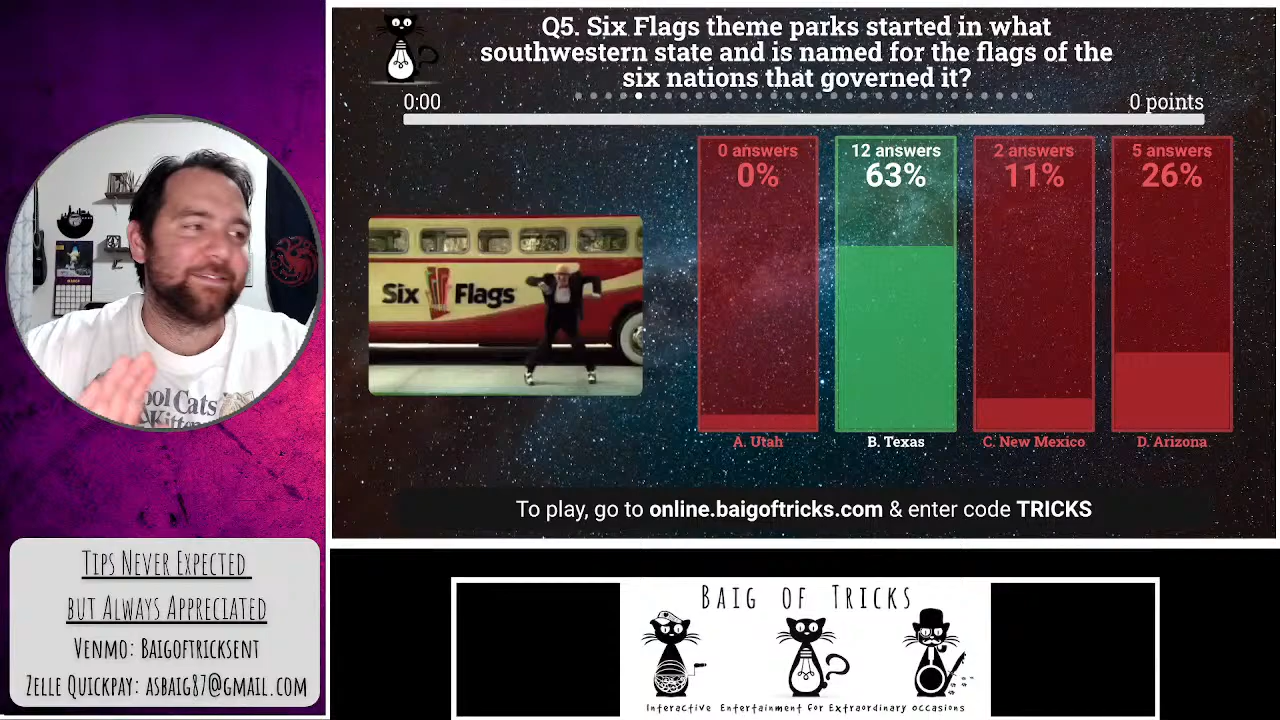 Q5. Six Flags theme parks started in what
southwestern state and is named for the flags of the
six nations that governed it?
0:00
0 points
0 answers
0%
12 answers
63%
2 answers
11%
5 answers
26%
Six Flags
A. Utah
B. Texas
C. New Mexico
D. Arizona
To play, go to online.baigoftricks.com & enter code TRICKS
ool Cats
& Kitte
Tips Never Expected
but Always Appreciated
Venmo: Baigoftricksent
Zelle Quickpay: asbaig87@gmail.com
Baig of Tricks
Interactive Entertainment for Extraordinary Occasions